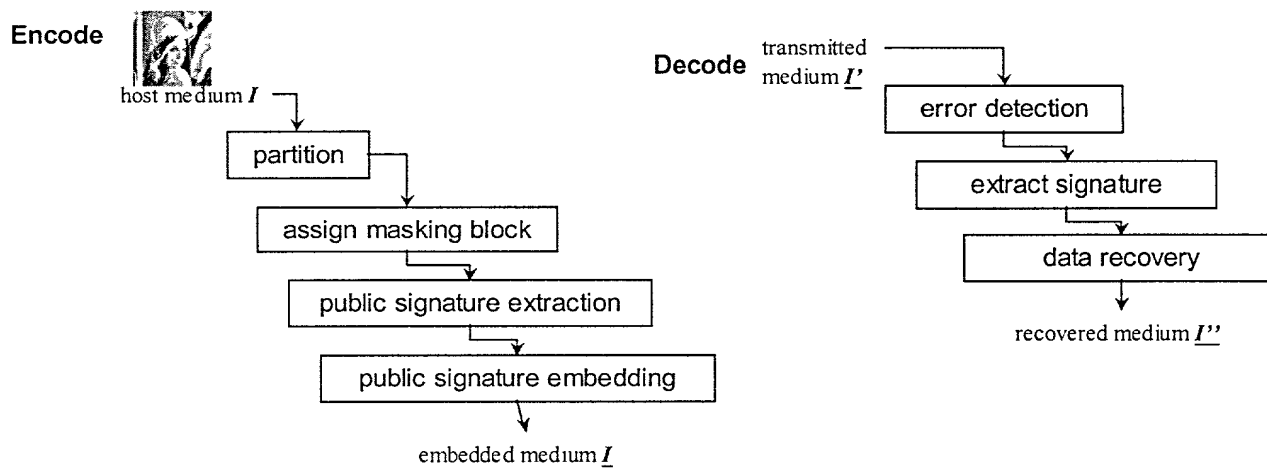 Encode
host medium I
partition
assign masking block
public signature extraction
public signature embedding
embedded medium I
Decode
transmitted
medium I'
error detection
extract signature
data recovery
recovered medium I''